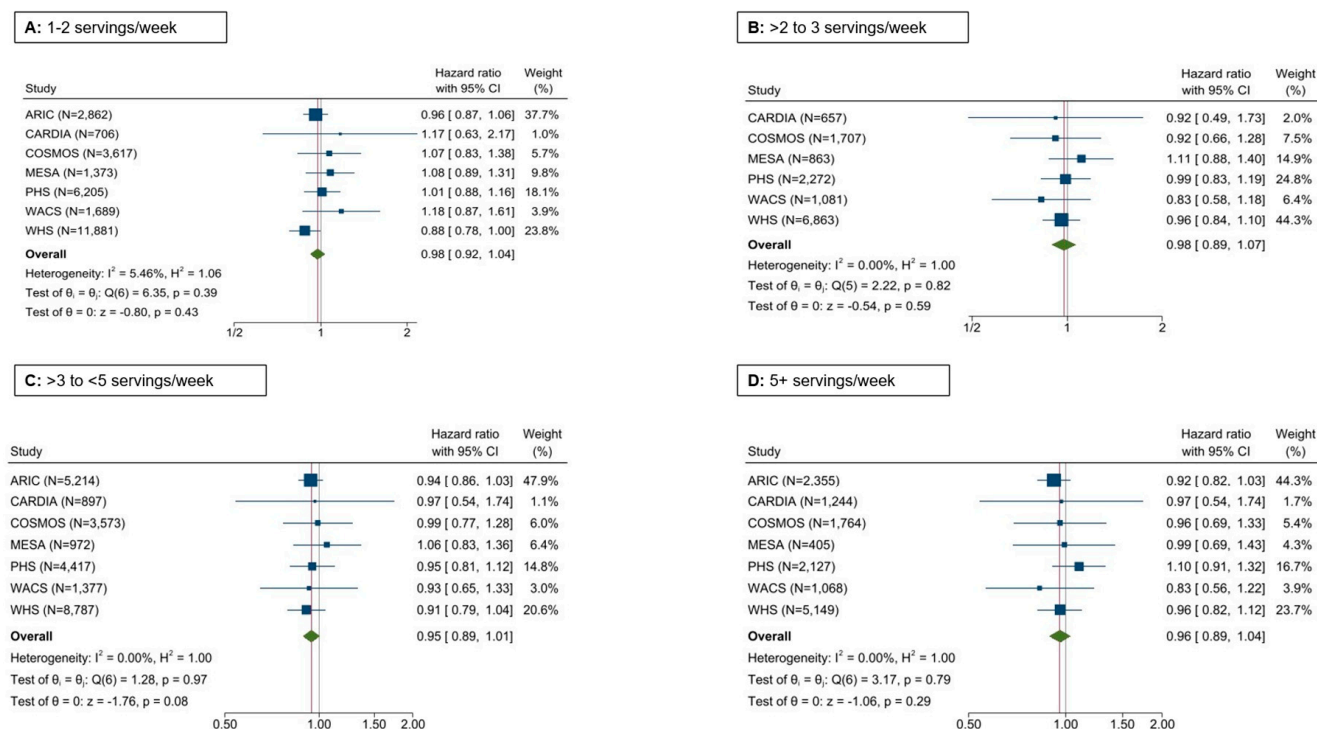 A: 1-2 servings/week
Hazard ratio Weight
Study with 95% CI (%)
ARIC (N=2,862) 0.96 [ 0.87, 1.06] 37.7%
CARDIA (N=706) 1.17 [ 0.63, 2.17] 1.0%
COSMOS (N=3,617) 1.07 [ 0.83, 1.38] 5.7%
MESA (N=1,373) 1.08 [ 0.89, 1.31] 9.8%
PHS (N=6,205) 1.01 [ 0.88, 1.16] 18.1%
WACS (N=1,689) 1.18 [ 0.87, 1.61] 3.9%
WHS (N=11,881) 0.88 [ 0.78, 1.00] 23.8%
Overall 0.98 [ 0.92, 1.04]
Heterogeneity: I² = 5.46%, H² = 1.06
Test of θᵢ = θⱼ: Q(6) = 6.35, p = 0.39
Test of θ = 0: z = -0.80, p = 0.43
1/2 1 2
B: >2 to 3 servings/week
Hazard ratio Weight
Study with 95% CI (%)
CARDIA (N=657) 0.92 [ 0.49, 1.73] 2.0%
COSMOS (N=1,707) 0.92 [ 0.66, 1.28] 7.5%
MESA (N=863) 1.11 [ 0.88, 1.40] 14.9%
PHS (N=2,272) 0.99 [ 0.83, 1.19] 24.8%
WACS (N=1,081) 0.83 [ 0.58, 1.18] 6.4%
WHS (N=6,863) 0.96 [ 0.84, 1.10] 44.3%
Overall 0.98 [ 0.89, 1.07]
Heterogeneity: I² = 0.00%, H² = 1.00
Test of θᵢ = θⱼ: Q(5) = 2.22, p = 0.82
Test of θ = 0: z = -0.54, p = 0.59
1/2 1 2
C: >3 to <5 servings/week
Hazard ratio Weight
Study with 95% CI (%)
ARIC (N=5,214) 0.94 [ 0.86, 1.03] 47.9%
CARDIA (N=897) 0.97 [ 0.54, 1.74] 1.1%
COSMOS (N=3,573) 0.99 [ 0.77, 1.28] 6.0%
MESA (N=972) 1.06 [ 0.83, 1.36] 6.4%
PHS (N=4,417) 0.95 [ 0.81, 1.12] 14.8%
WACS (N=1,377) 0.93 [ 0.65, 1.33] 3.0%
WHS (N=8,787) 0.91 [ 0.79, 1.04] 20.6%
Overall 0.95 [ 0.89, 1.01]
Heterogeneity: I² = 0.00%, H² = 1.00
Test of θᵢ = θⱼ: Q(6) = 1.28, p = 0.97
Test of θ = 0: z = -1.76, p = 0.08
0.50 1.00 1.50 2.00
D: 5+ servings/week
Hazard ratio Weight
Study with 95% CI (%)
ARIC (N=2,355) 0.92 [ 0.82, 1.03] 44.3%
CARDIA (N=1,244) 0.97 [ 0.54, 1.74] 1.7%
COSMOS (N=1,764) 0.96 [ 0.69, 1.33] 5.4%
MESA (N=405) 0.99 [ 0.69, 1.43] 4.3%
PHS (N=2,127) 1.10 [ 0.91, 1.32] 16.7%
WACS (N=1,068) 0.83 [ 0.56, 1.22] 3.9%
WHS (N=5,149) 0.96 [ 0.82, 1.12] 23.7%
Overall 0.96 [ 0.89, 1.04]
Heterogeneity: I² = 0.00%, H² = 1.00
Test of θᵢ = θⱼ: Q(6) = 3.17, p = 0.79
Test of θ = 0: z = -1.06, p = 0.29
0.50 1.00 1.50 2.00